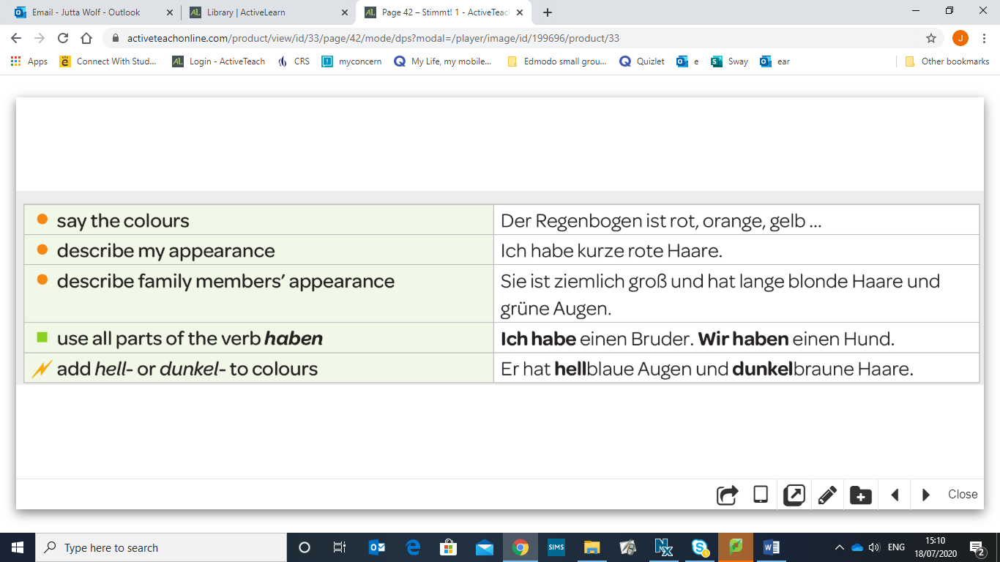 Email - Jutta Wolf - Outlook
Library | ActiveLearn
Page 42 – Stimmt! 1 - ActiveTeac
activeteachonline.com/product/view/id/33/page/42/mode/dps?modal=/player/image/id/199696/product/33
J
Apps
Connect With Stud...
Login - ActiveTeach
CRS
myconcern
My Life, my mobile...
Edmodo small grou...
Quizlet
e
Sway
ear
Other bookmarks
say the colours
Der Regenbogen ist rot, orange, gelb ...
describe my appearance
Ich habe kurze rote Haare.
describe family members’ appearance
Sie ist ziemlich groß und hat lange blonde Haare und
grüne Augen.
use all parts of the verb haben
Ich habe einen Bruder. Wir haben einen Hund.
add hell- or dunkel- to colours
Er hat hellblaue Augen und dunkelbraune Haare.
Close
Type here to search
SIMS
ENG
15:10
18/07/2020
2